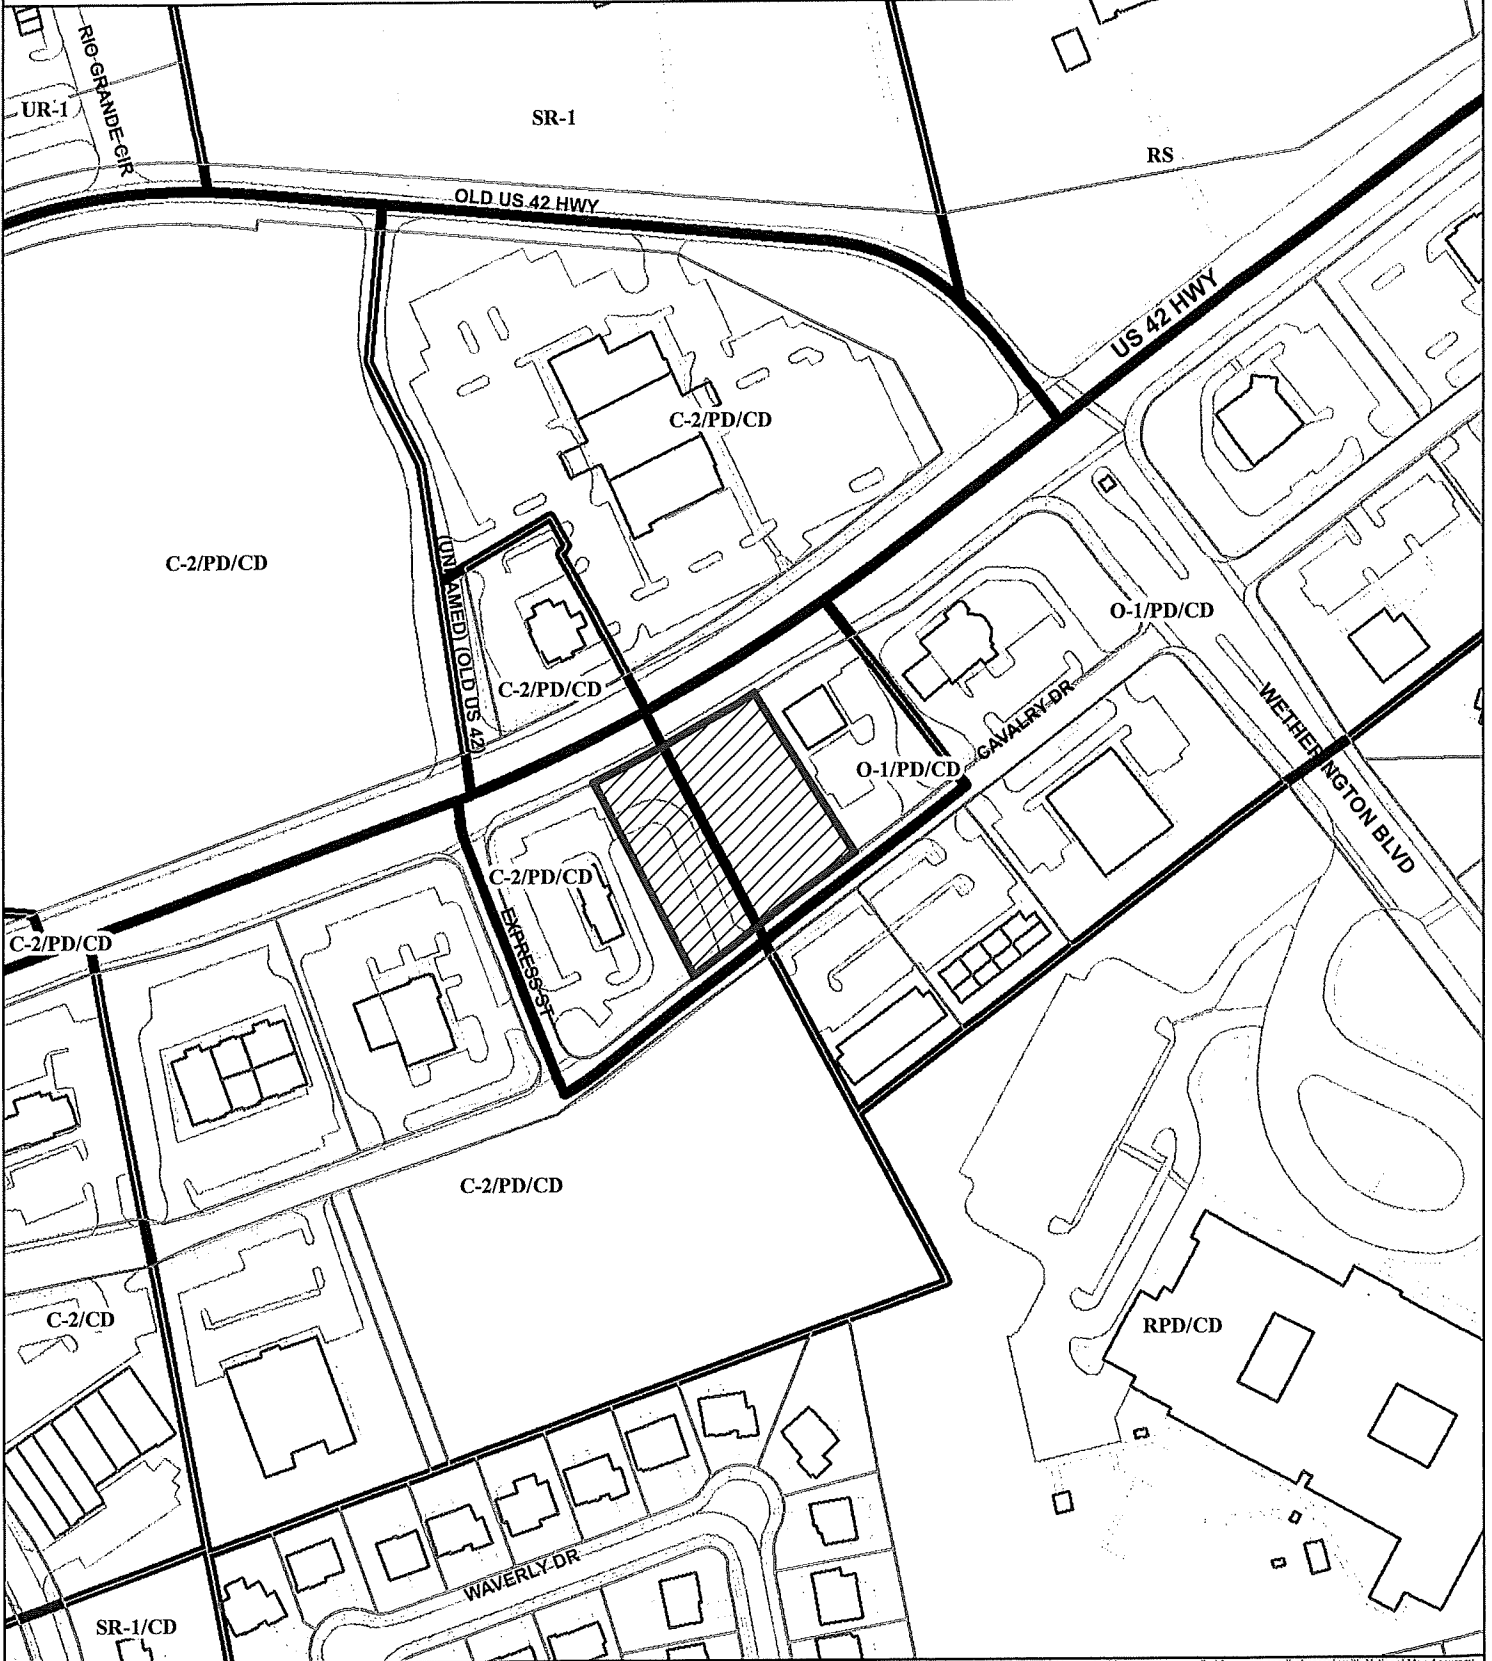 RIO GRANDE CIR
UR-1
SR-1
RS
OLD US 42 HWY
US 42 HWY
C-2/PD/CD
C-2/PD/CD
(UNNAMED) (OLD US 42)
O-1/PD/CD
C-2/PD/CD
CAVALRY DR
WETHERINGTON BLVD
O-1/PD/CD
C-2/PD/CD
EXPRESS ST
C-2/PD/CD
C-2/PD/CD
C-2/CD
RPD/CD
WAVERLY DR
SR-1/CD